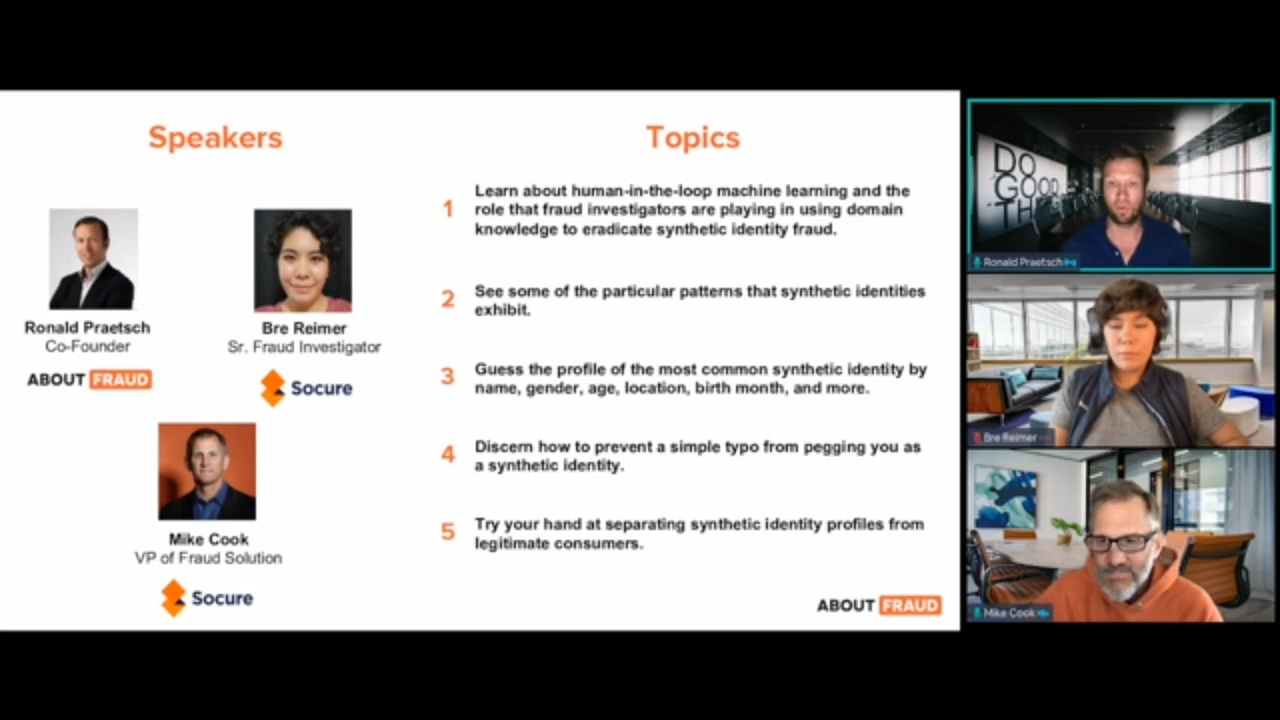 Speakers
Ronald Praetsch
Co-Founder
ABOUT FRAUD
Bre Reimer
Sr. Fraud Investigator
Socure
Mike Cook
VP of Fraud Solution
Socure
Topics
1
Learn about human-in-the-loop machine learning and the
role that fraud investigators are playing in using domain
knowledge to eradicate synthetic identity fraud.
2
See some of the particular patterns that synthetic identities
exhibit.
3
Guess the profile of the most common synthetic identity by
name, gender, age, location, birth month, and more.
4
Discern how to prevent a simple typo from pegging you as
a synthetic identity.
5
Try your hand at separating synthetic identity profiles from
legitimate consumers.
ABOUT FRAUD
DO
GOOD
TH
Ronald Praetsch
Bre Reimer
Mike Cook